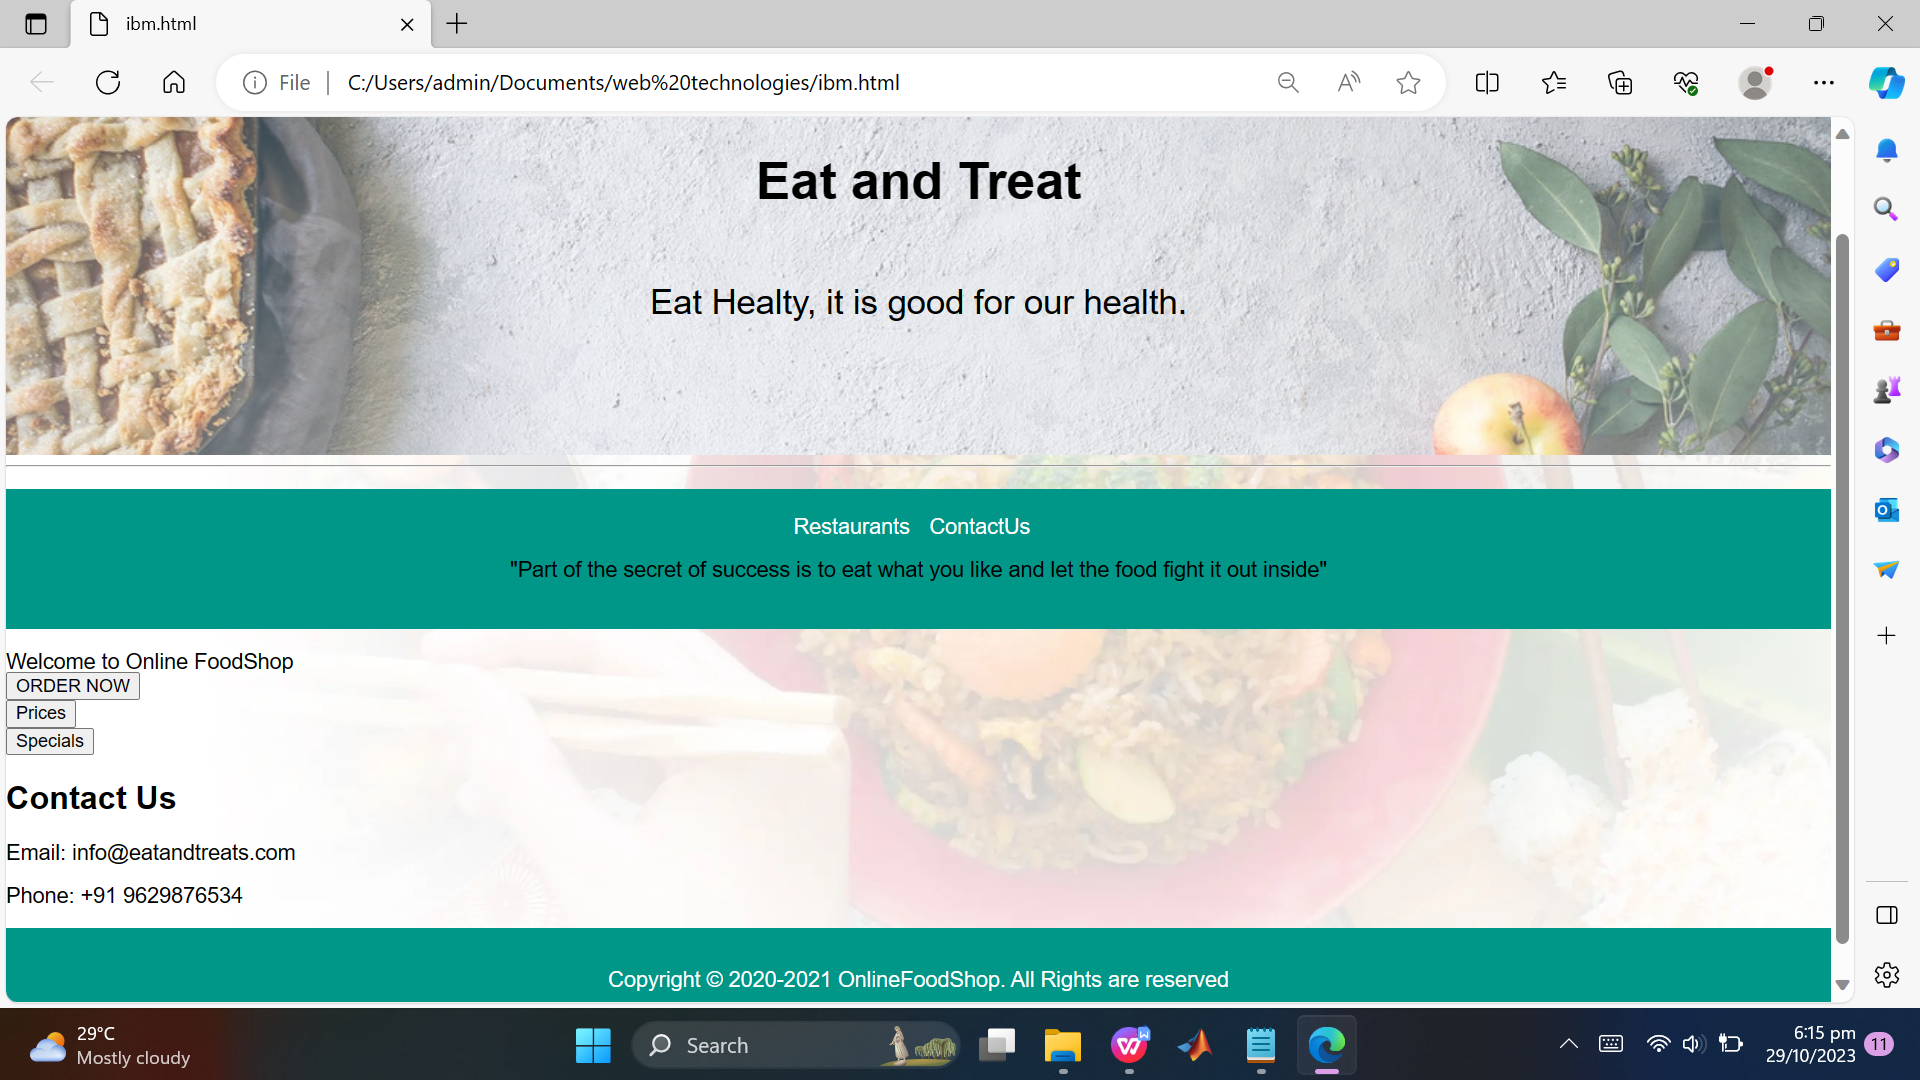 ibm.html
File
C:/Users/admin/Documents/web%20technologies/ibm.html
Eat and Treat
Eat Healty, it is good for our health.
Restaurants ContactUs
"Part of the secret of success is to eat what you like and let the food fight it out inside"
Welcome to Online FoodShop
ORDER NOW
Prices
Specials
Contact Us
Email: info@eatandtreats.com
Phone: +91 9629876534
Copyright © 2020-2021 OnlineFoodShop. All Rights are reserved
29°C
Mostly cloudy
Search
6:15 pm
29/10/2023
11